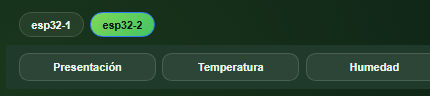 esp32-1 esp32-2
Presentación Temperatura Humedad